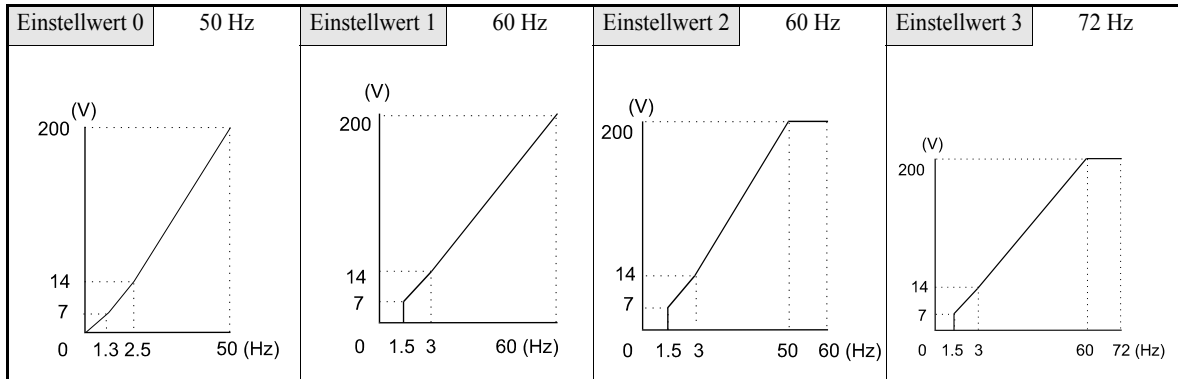 Einstellwert 0 50 Hz
(V)
200
14
7
0 1.3 2.5 50 (Hz)
Einstellwert 1 60 Hz
(V)
200
14
7
0 1.5 3 60 (Hz)
Einstellwert 2 60 Hz
(V)
200
14
7
0 1.5 3 50 60 (Hz)
Einstellwert 3 72 Hz
(V)
200
14
7
0 1.5 3 60 72 (Hz)